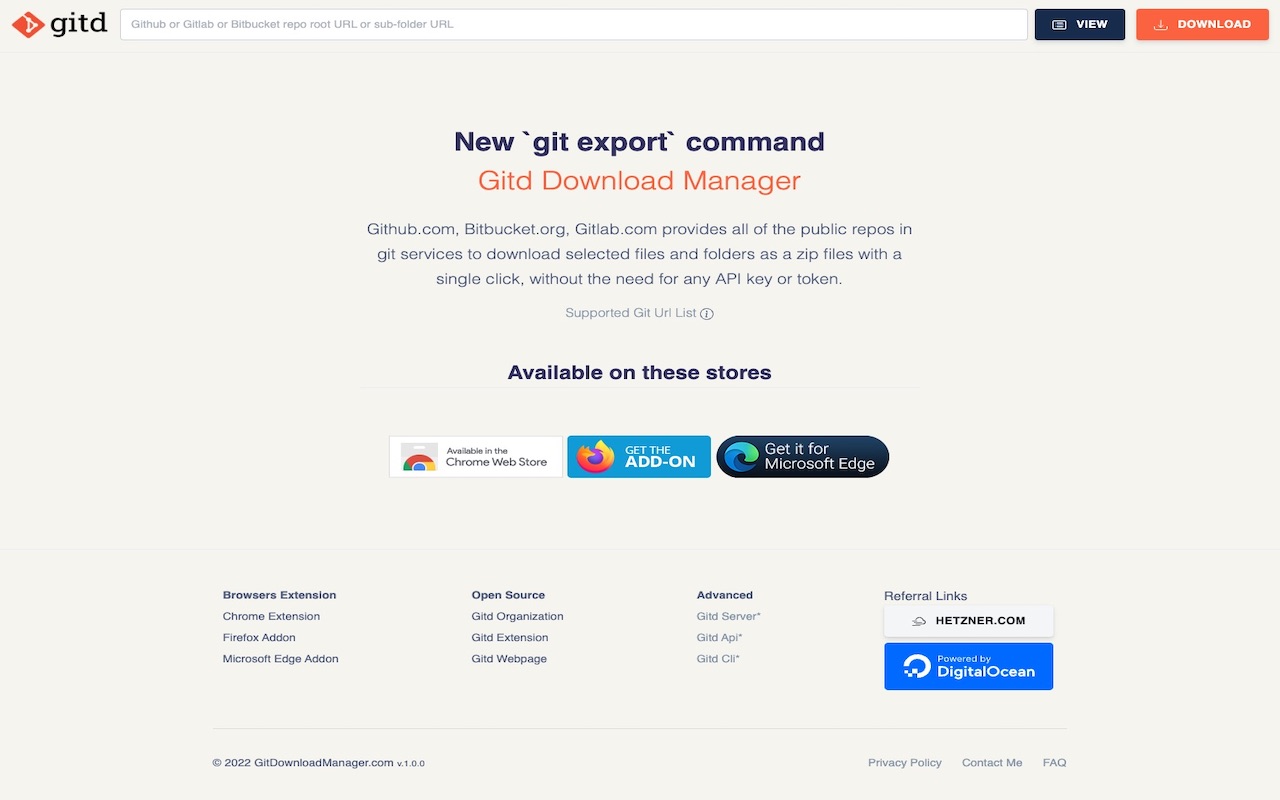 gitd
Github or Gitlab or Bitbucket repo root URL or sub-folder URL
VIEW
DOWNLOAD
New `git export` command
Gitd Download Manager
Github.com, Bitbucket.org, Gitlab.com provides all of the public repos in
git services to download selected files and folders as a zip files with a
single click, without the need for any API key or token.
Supported Git Url List
Available on these stores
Available in the
Chrome Web Store
GET THE
ADD-ON
Get it for
Microsoft Edge
Browsers Extension
Chrome Extension
Firefox Addon
Microsoft Edge Addon
Open Source
Gitd Organization
Gitd Extension
Gitd Webpage
Advanced
Gitd Server*
Gitd Api*
Gitd Cli*
Referral Links
HETZNER.COM
Powered by
DigitalOcean
© 2022 GitDownloadManager.com v.1.0.0
Privacy Policy
Contact Me
FAQ